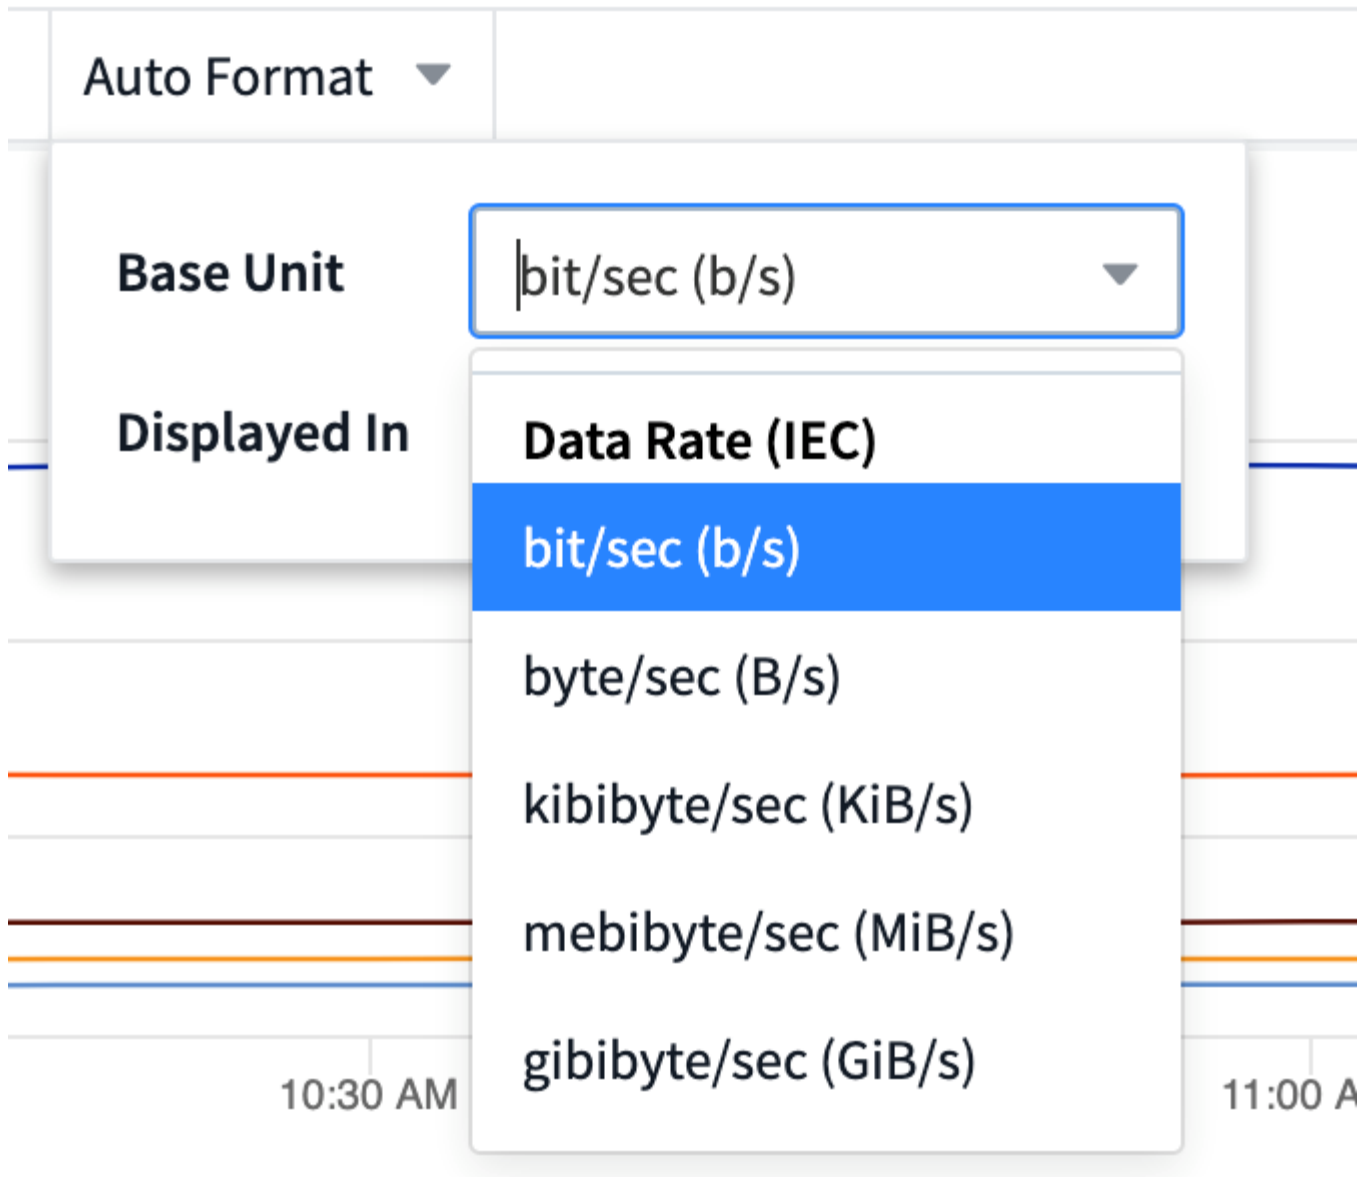 Auto Format
Base Unit
bit/sec (b/s)
Displayed In
Data Rate (IEC)
bit/sec (b/s)
byte/sec (B/s)
kibibyte/sec (KiB/s)
mebibyte/sec (MiB/s)
gibibyte/sec (GiB/s)
10:30 AM
11:00 A